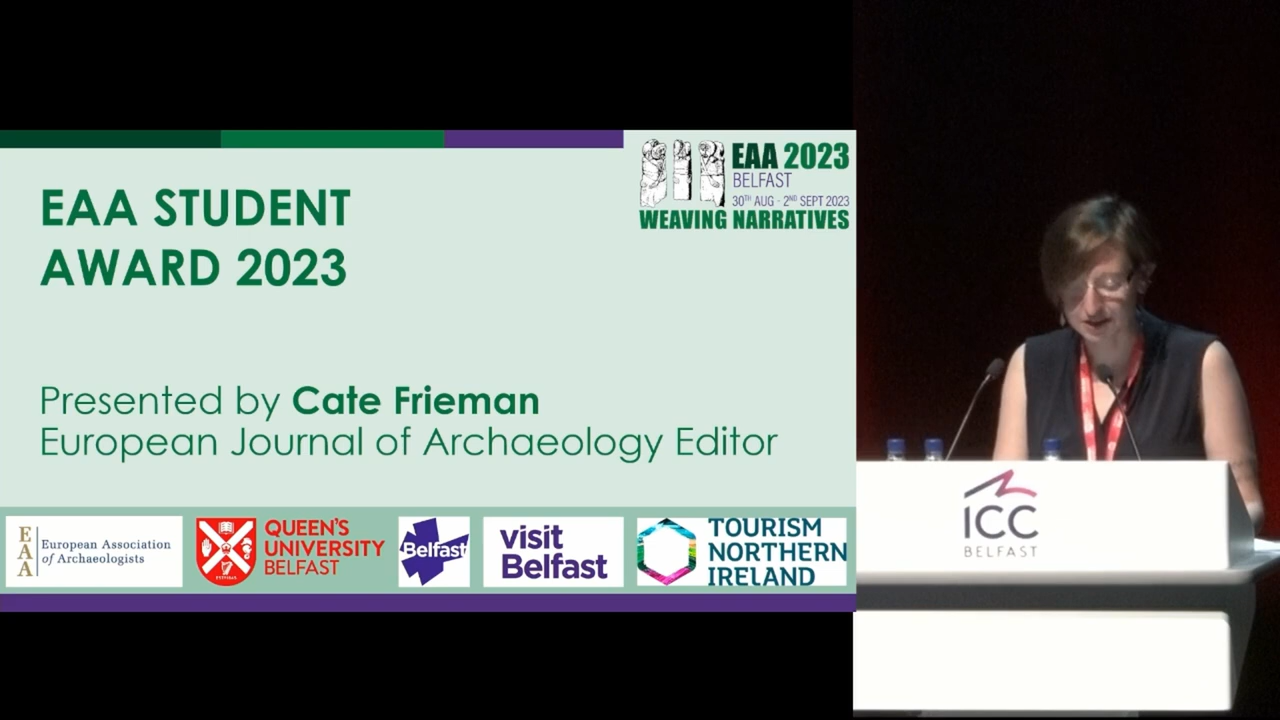 EAA STUDENT
AWARD 2023
EAA 2023
BELFAST
30TH AUG - 2ND SEPT 2023
WEAVING NARRATIVES
Presented by Cate Frieman
European Journal of Archaeology Editor
EAA
European Association
of Archaeologists
QUEEN'S
UNIVERSITY
BELFAST
Belfast
visit
Belfast
TOURISM
NORTHERN
IRELAND
ICC
BELFAST